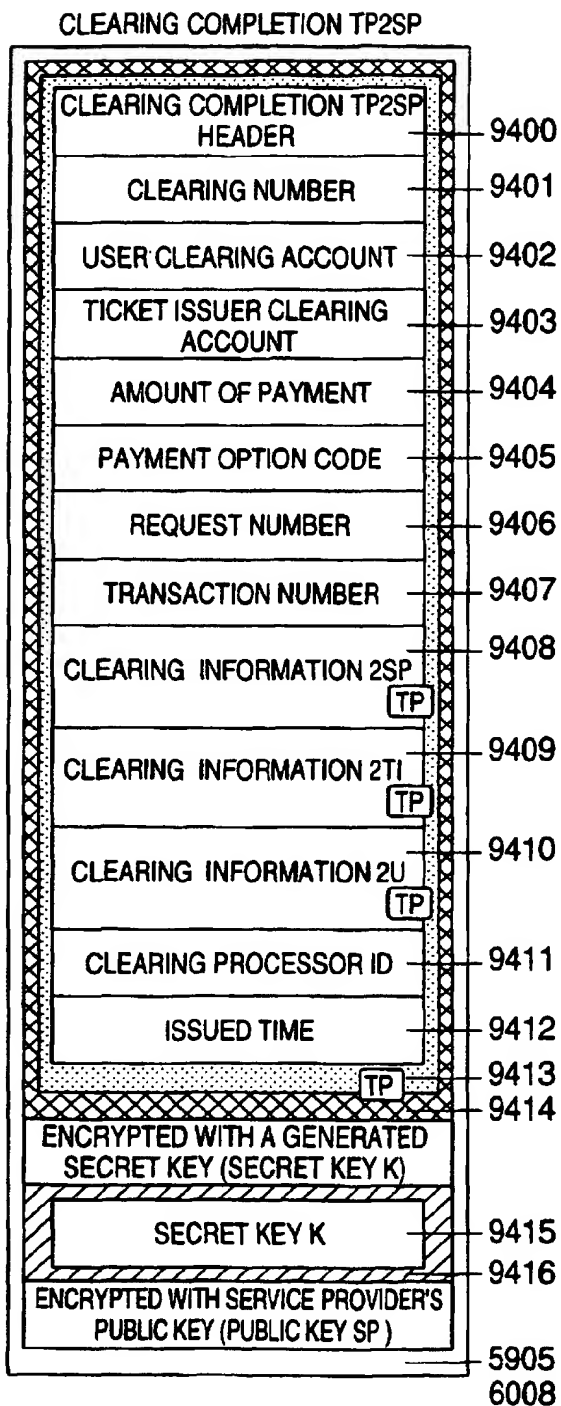 CLEARING COMPLETION TP2SP
CLEARING COMPLETION TP2SP
HEADER
9400
CLEARING NUMBER
9401
USER CLEARING ACCOUNT
9402
TICKET ISSUER CLEARING
ACCOUNT
9403
AMOUNT OF PAYMENT
9404
PAYMENT OPTION CODE
9405
REQUEST NUMBER
9406
TRANSACTION NUMBER
9407
9408
CLEARING INFORMATION 2SP
TP
9409
CLEARING INFORMATION 2TI
TP
9410
CLEARING INFORMATION 2U
TP
CLEARING PROCESSOR ID
9411
ISSUED TIME
9412
TP
9413
9414
ENCRYPTED WITH A GENERATED
SECRET KEY (SECRET KEY K)
SECRET KEY K
9415
9416
ENCRYPTED WITH SERVICE PROVIDER'S
PUBLIC KEY (PUBLIC KEY SP )
5905
6008